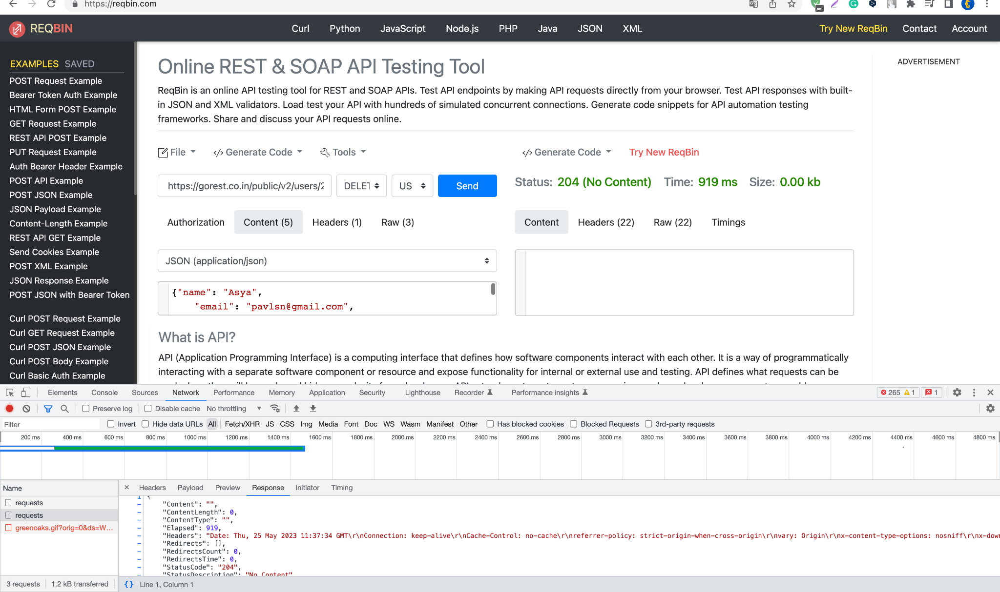 https://reqbin.com
REQBIN
Curl Python JavaScript Node.js PHP Java JSON XML
Try New ReqBin Contact Account
EXAMPLES SAVED
POST Request Example
Bearer Token Auth Example
HTML Form POST Example
GET Request Example
REST API POST Example
PUT Request Example
Auth Bearer Header Example
POST API Example
POST JSON Example
JSON Payload Example
Content-Length Example
REST API GET Example
Send Cookies Example
POST XML Example
JSON Response Example
POST JSON with Bearer Token
Curl POST Request Example
Curl GET Request Example
Curl POST JSON Example
Curl POST Body Example
Curl Basic Auth Example
Online REST & SOAP API Testing Tool
ReqBin is an online API testing tool for REST and SOAP APIs. Test API endpoints by making API requests directly from your browser. Test API responses with built-
in JSON and XML validators. Load test your API with hundreds of simulated concurrent connections. Generate code snippets for API automation testing
frameworks. Share and discuss your API requests online.
ADVERTISEMENT
File </> Generate Code Tools
</> Generate Code Try New ReqBin
https://gorest.co.in/public/v2/users/2 DELET US Send
Status: 204 (No Content) Time: 919 ms Size: 0.00 kb
Authorization Content (5) Headers (1) Raw (3)
Content Headers (22) Raw (22) Timings
JSON (application/json)
{"name": "Asya",
"email": "pavlsn@gmail.com",
What is API?
API (Application Programming Interface) is a computing interface that defines how software components interact with each other. It is a way of programmatically
interacting with a separate software component or resource and expose functionality for internal or external use and testing. API defines what requests can be
Elements Console Sources Network Performance Memory Application Security Lighthouse Recorder Performance insights 265 1 1
Preserve log Disable cache No throttling
Filter Invert Hide data URLs All Fetch/XHR JS CSS Img Media Font Doc WS Wasm Manifest Other Has blocked cookies Blocked Requests 3rd-party requests
200 ms 400 ms 600 ms 800 ms 1000 ms 1200 ms 1400 ms 1600 ms 1800 ms 2000 ms 2200 ms 2400 ms 2600 ms 2800 ms 3000 ms 3200 ms 3400 ms 3600 ms 3800 ms 4000 ms 4200 ms 4400 ms 4600 ms 4800 ms
Name
requests
requests
greenoaks.gif?orig=0&ds=W...
3 requests 1.2 kB transferred
× Headers Payload Preview Response Initiator Timing
1 {
- "Content": "",
- "ContentLength": 0,
- "ContentType": "",
- "Elapsed": 919,
- "Headers": "Date: Thu, 25 May 2023 11:37:34 GMT\r\nConnection: keep-alive\r\nCache-Control: no-cache\r\nreferrer-policy: strict-origin-when-cross-origin\r\nvary: Origin\r\nx-content-type-options: nosniff\r\nx-dow
- "Redirects": [],
- "RedirectsCount": 0,
- "RedirectsTime": 0,
- "StatusCode": "204",
- "StatusDescription": "No Content"
{} Line 1, Column 1